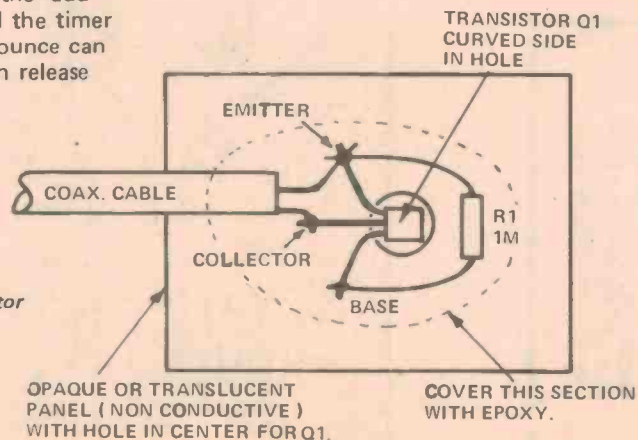 the timer
ounce can
release
tor
TRANSISTOR Q1
CURVED SIDE
IN HOLE
EMITTER
COAX. CABLE
R1
1M
COLLECTOR
BASE
OPAQUE OR TRANSLUCENT
PANEL ( NON CONDUCTIVE )
WITH HOLE IN CENTER FOR Q1.
COVER THIS SECTION
WITH EPOXY.